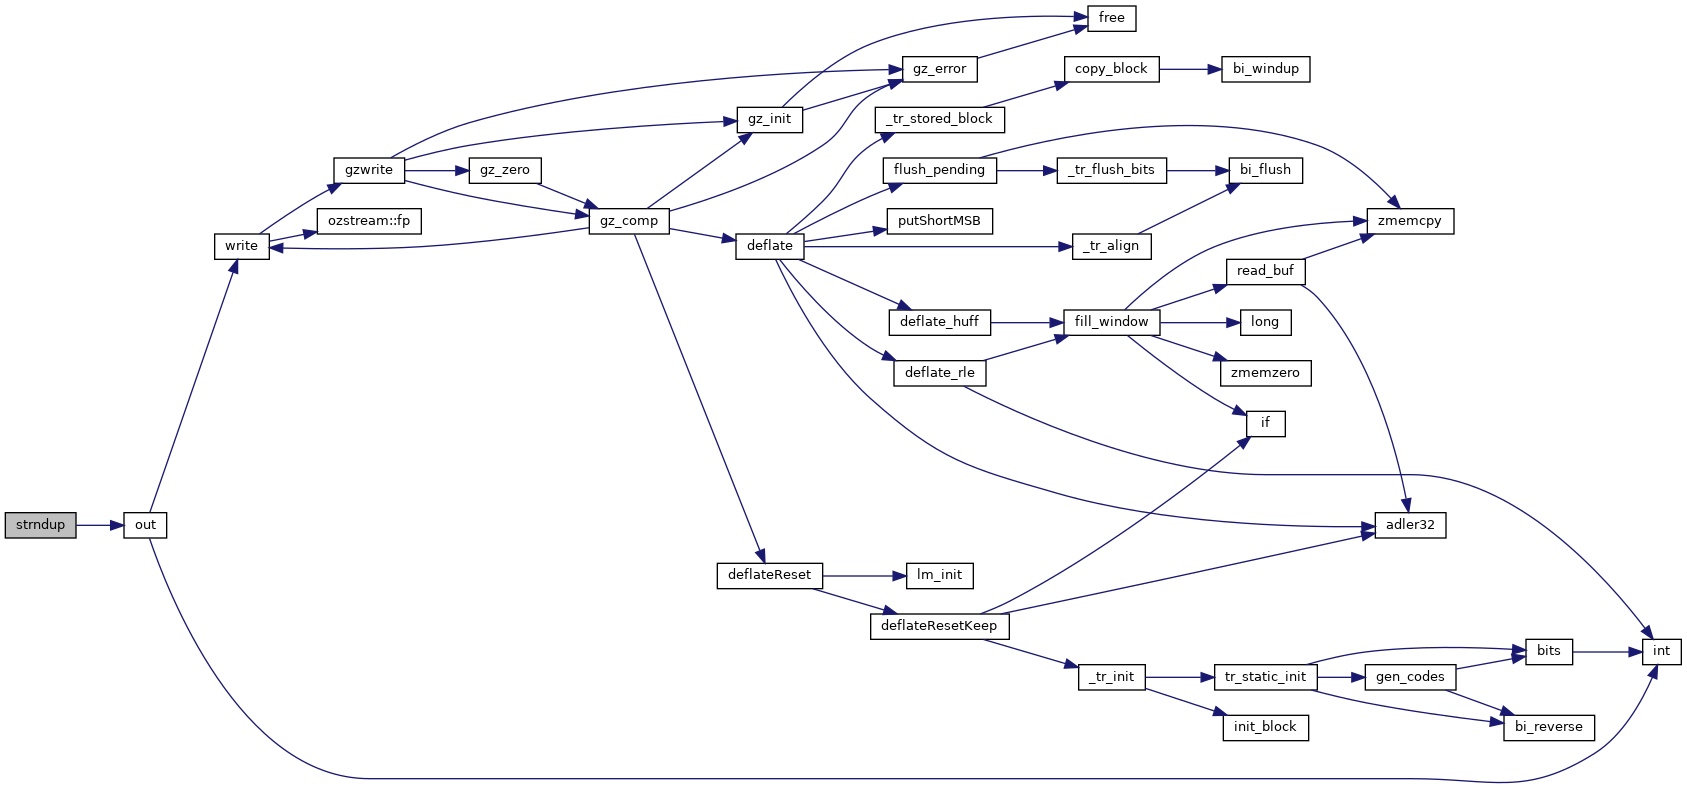 free
gz_error
copy_block
bi_windup
gz_init
_tr_stored_block
gzwrite
gz_zero
flush_pending
_tr_flush_bits
bi_flush
ozstream::fp
gz_comp
putShortMSB
zmemcpy
write
deflate
_tr_align
read_buf
deflate_huff
fill_window
long
deflate_rle
zmemzero
if
strndup
out
adler32
deflateReset
lm_init
deflateResetKeep
bits
int
_tr_init
tr_static_init
gen_codes
init_block
bi_reverse